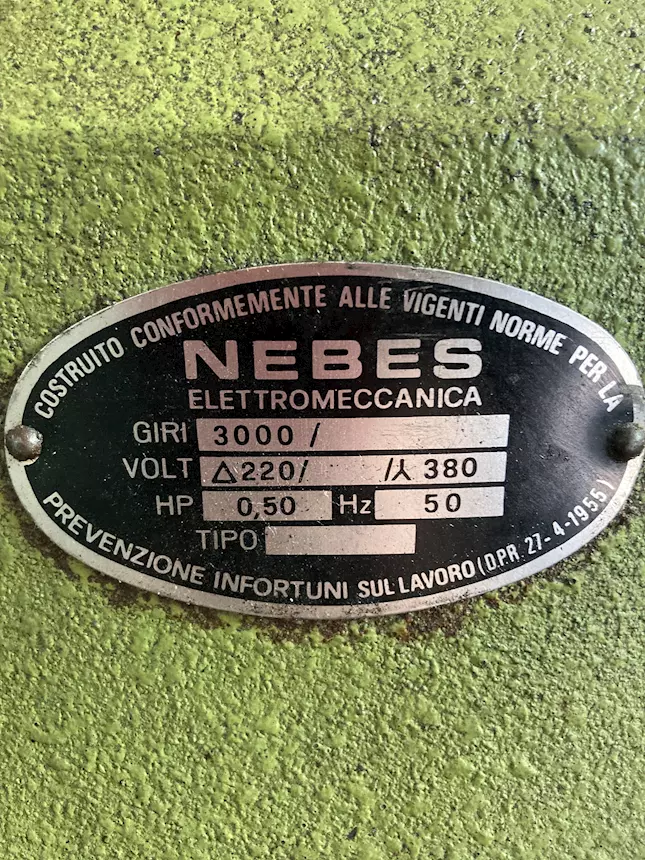 COSTRUITO CONFORMEMENTE ALLE VIGENTI NORME PER LA
NEBES
ELETTROMECCANICA
GIRI 3000 /
VOLT △ 220/ /⅄ 380
HP 0,50 Hz 50
TIPO
PREVENZIONE INFORTUNI SUL LAVORO (D.P.R. 27-4-1955)